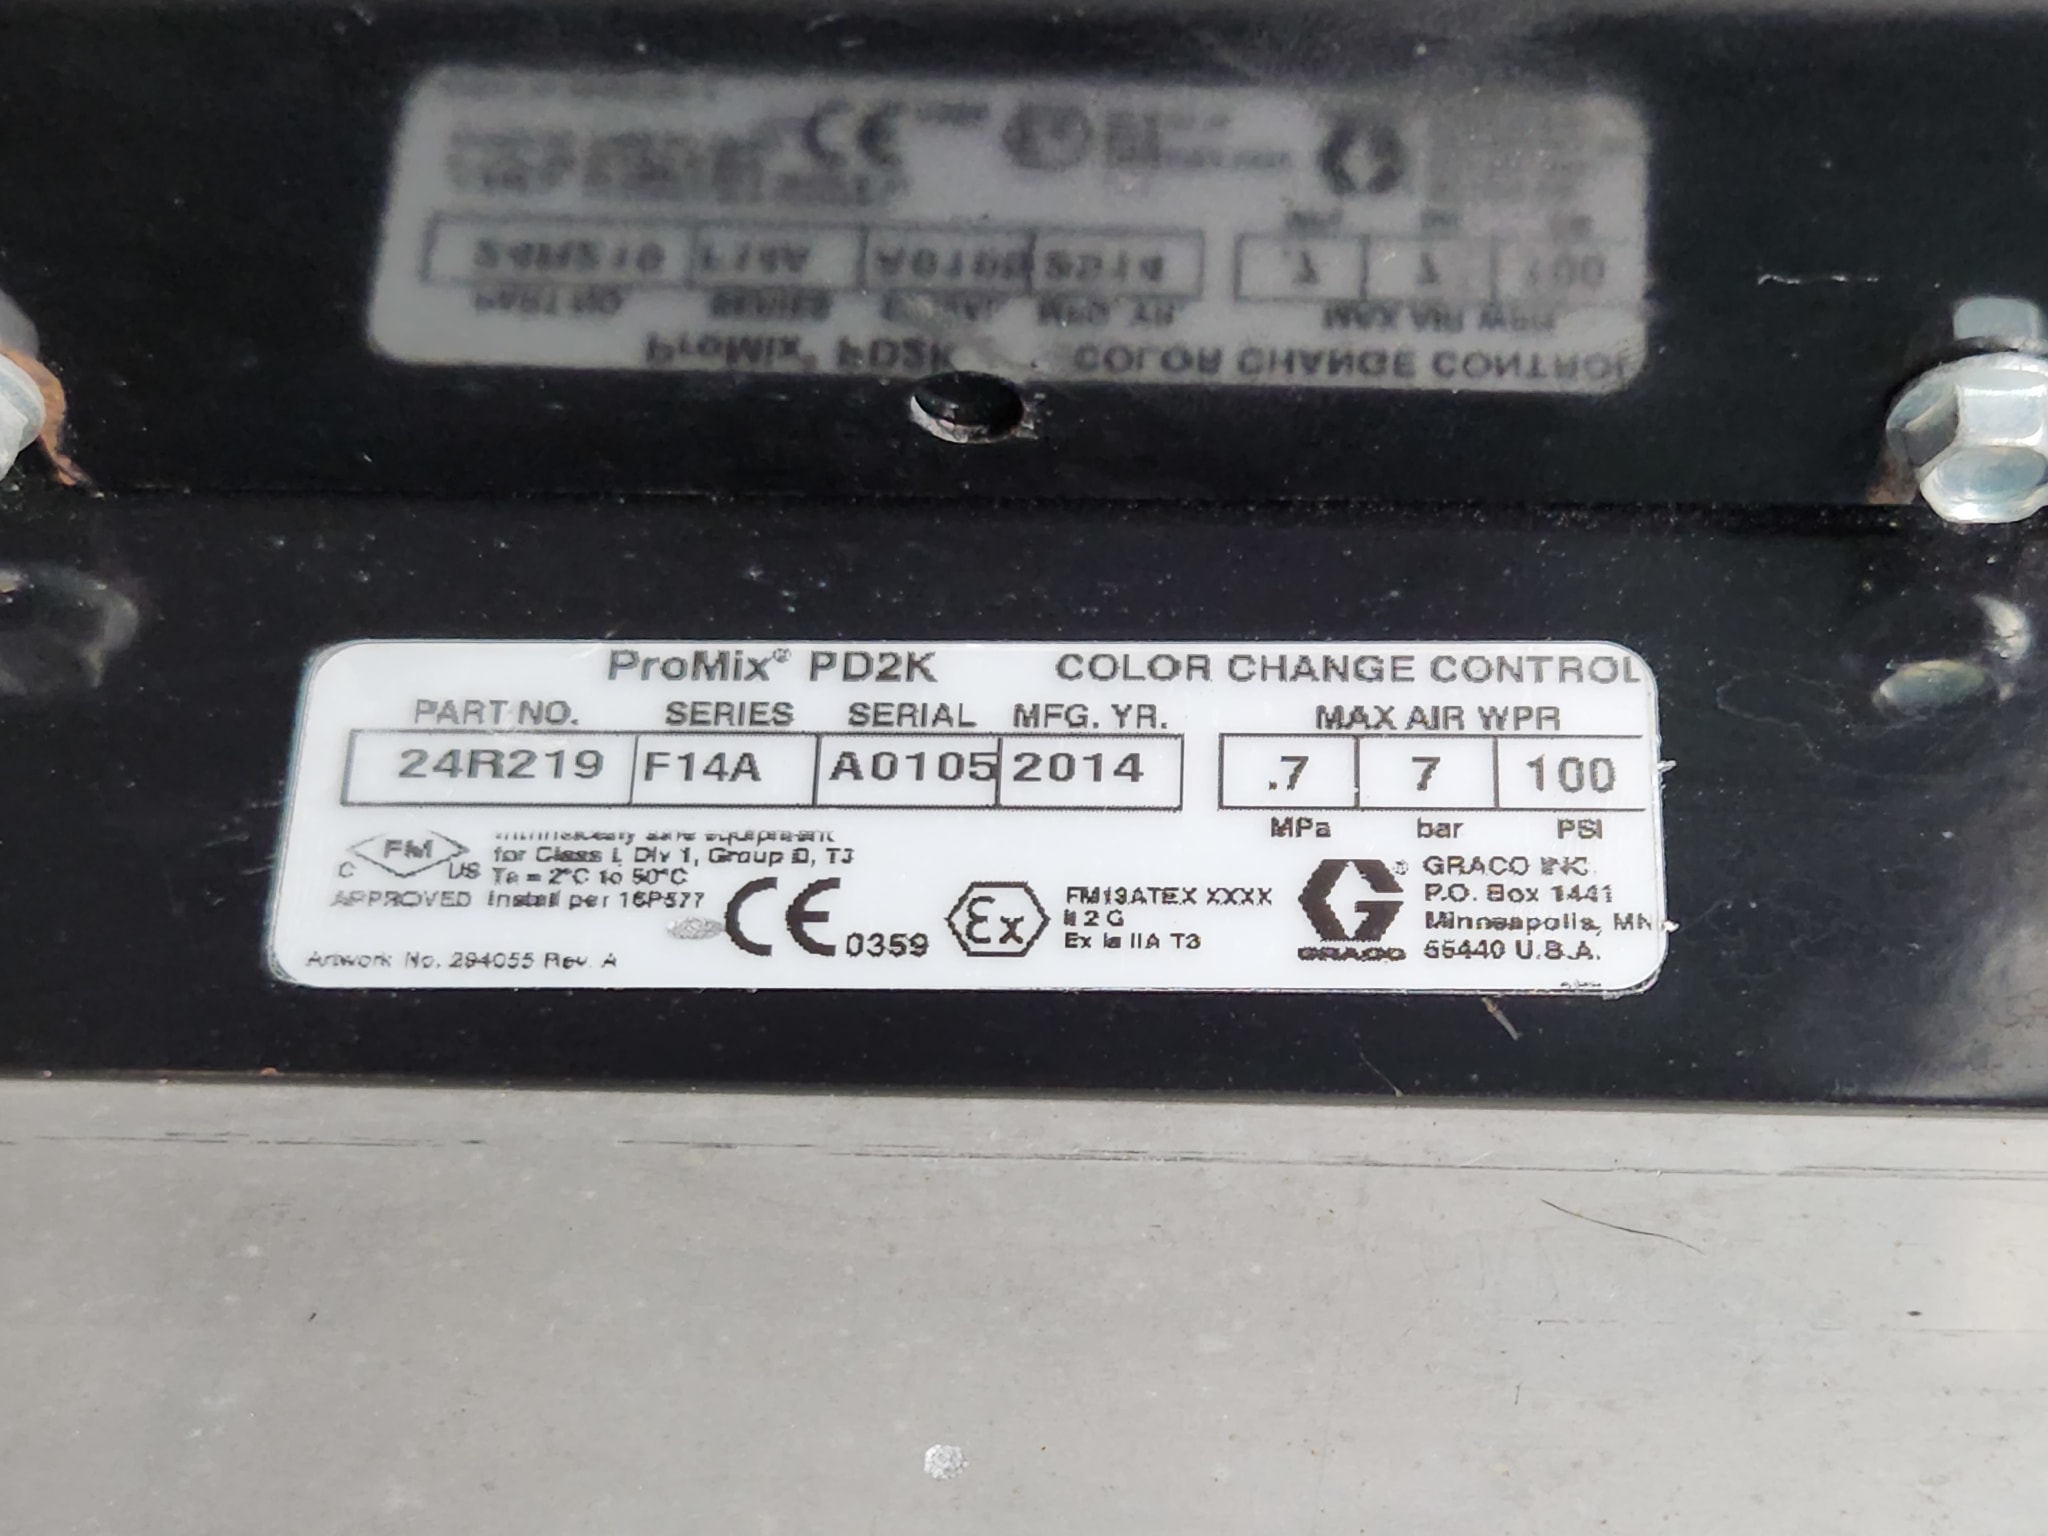 ProMix® PD2K COLOR CHANGE CONTROL
PART NO. SERIES SERIAL MFG. YR. MAX AIR WPR
24R219 F14A A0105 2014 .7 7 100
MPa bar PSI
Intrinsically safe equipment
for Class I, Div 1, Group D, T3
Ta = 2°C to 50°C
Install per 16P577
C FM US
APPROVED
Artwork No. 294055 Rev. A
CE 0359
Ex
FM13ATEX XXXX
II 2 G
Ex ia IIA T3
GRACO
GRACO INC.
P.O. Box 1441
Minneapolis, MN
55440 U.S.A.